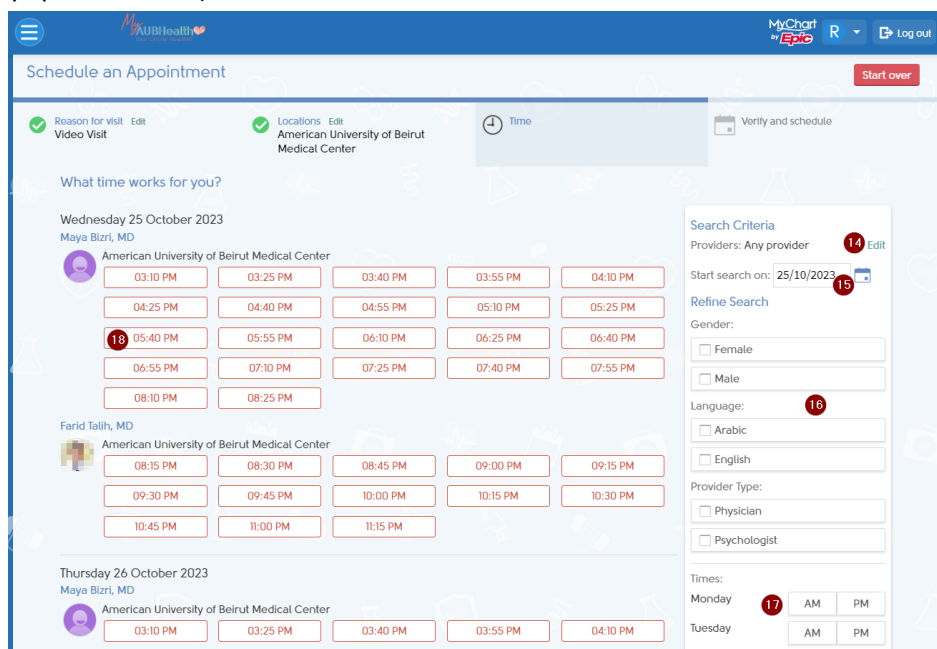 MyAUBHealth
MyChart
by Epic
R
Log out
Schedule an Appointment
Start over
Reason for visit Edit
Video Visit
Locations Edit
American University of Beirut
Medical Center
Time
Verify and schedule
What time works for you?
Wednesday 25 October 2023
Maya Bizri, MD
American University of Beirut Medical Center
03:10 PM 03:25 PM 03:40 PM 03:55 PM 04:10 PM
04:25 PM 04:40 PM 04:55 PM 05:10 PM 05:25 PM
18 05:40 PM 05:55 PM 06:10 PM 06:25 PM 06:40 PM
06:55 PM 07:10 PM 07:25 PM 07:40 PM 07:55 PM
08:10 PM 08:25 PM
Farid Talih, MD
American University of Beirut Medical Center
08:15 PM 08:30 PM 08:45 PM 09:00 PM 09:15 PM
09:30 PM 09:45 PM 10:00 PM 10:15 PM 10:30 PM
10:45 PM 11:00 PM 11:15 PM
Thursday 26 October 2023
Maya Bizri, MD
American University of Beirut Medical Center
03:10 PM 03:25 PM 03:40 PM 03:55 PM 04:10 PM
Search Criteria
Providers: Any provider 14 Edit
Start search on: 25/10/2023 15
Refine Search
Gender:
Female
Male
Language: 16
Arabic
English
Provider Type:
Physician
Psychologist
Times:
Monday 17 AM PM
Tuesday AM PM